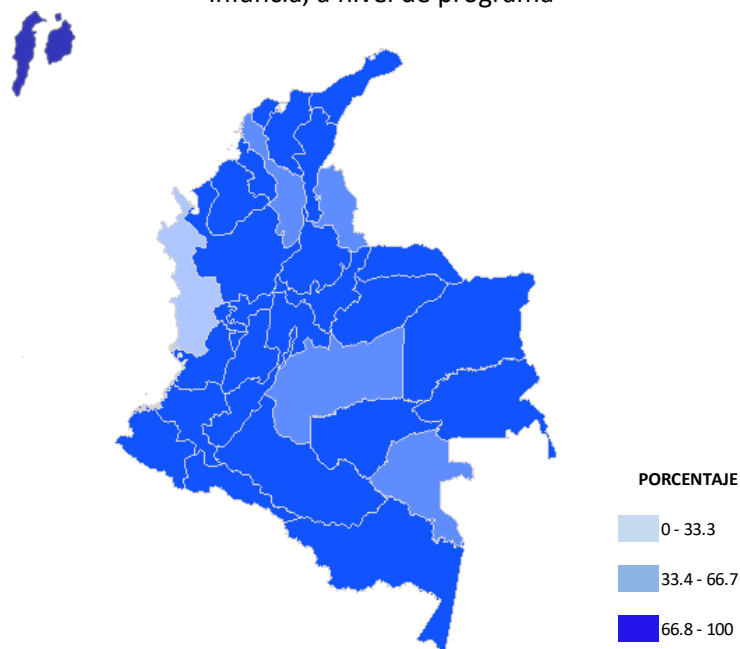 infancia, a nivel de programa
PORCENTAJE
0 - 33.3
33.4 - 66.7
66.8 - 100